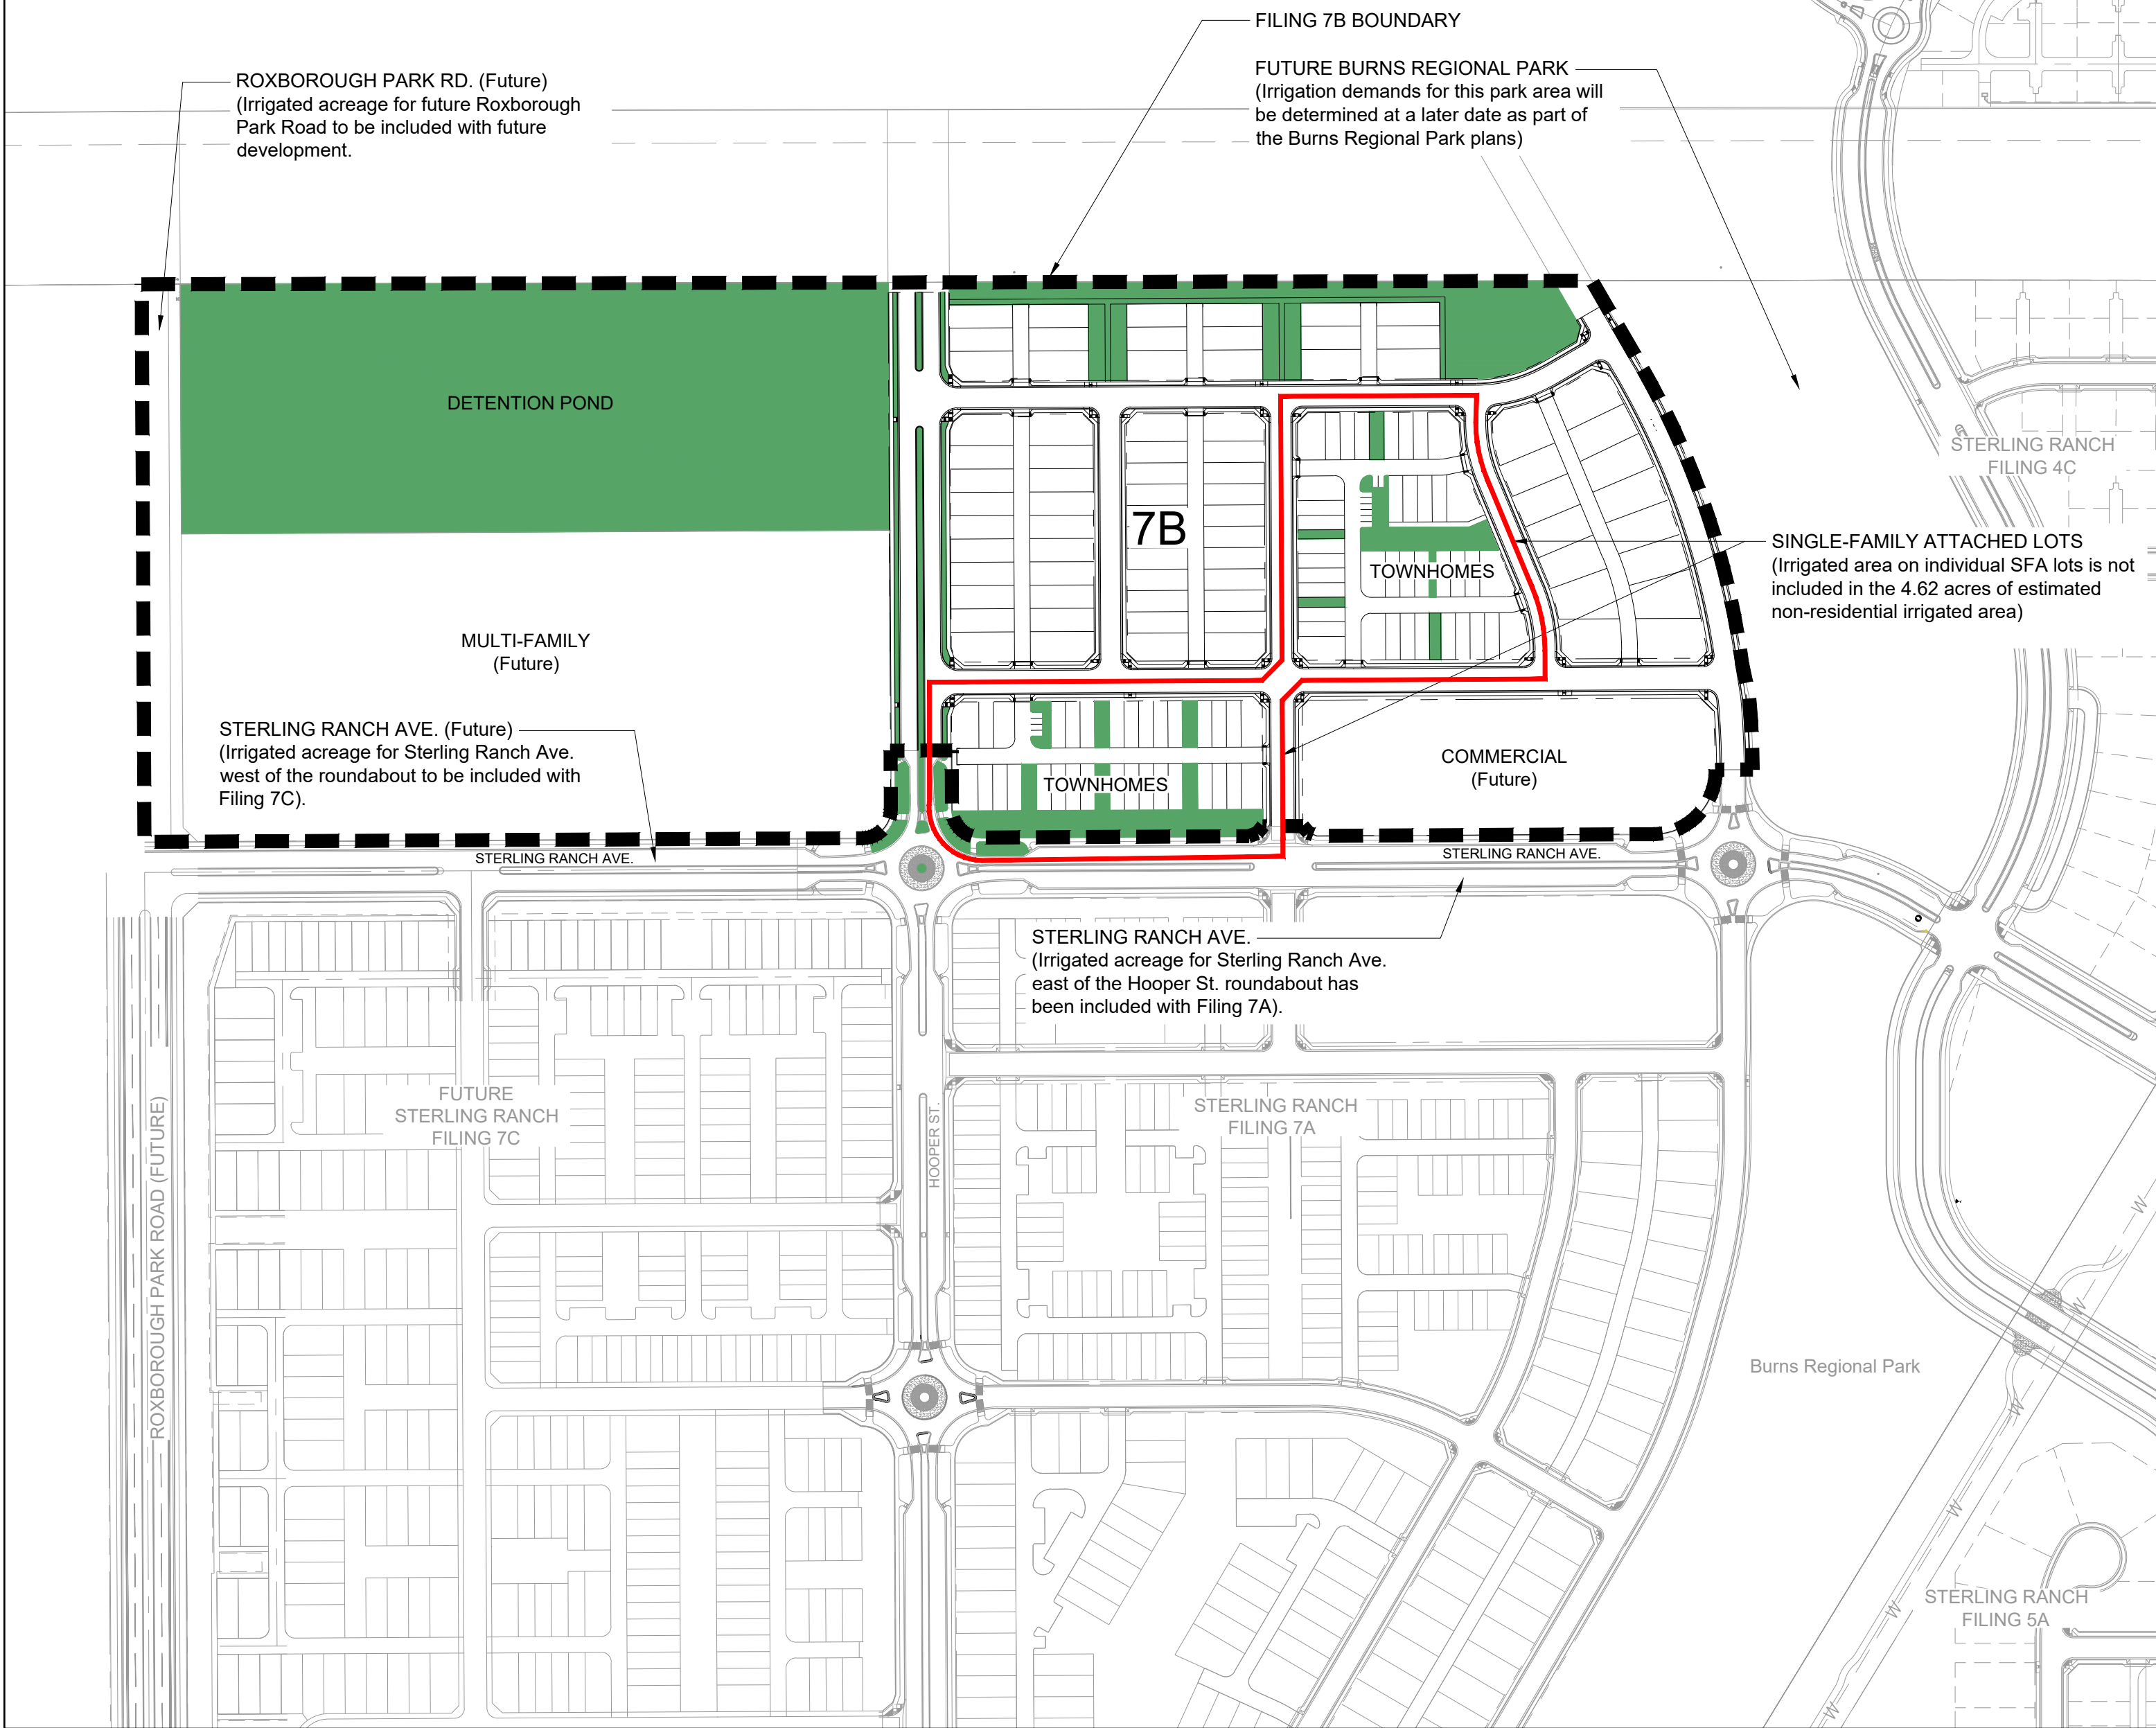 FILING 7B BOUNDARY
ROXBOROUGH PARK RD. (Future)
(Irrigated acreage for future Roxborough
Park Road to be included with future
development.
FUTURE BURNS REGIONAL PARK
(Irrigation demands for this park area will
be determined at a later date as part of
the Burns Regional Park plans)
DETENTION POND
STERLING RANCH
FILING 4C
7B
SINGLE-FAMILY ATTACHED LOTS
(Irrigated area on individual SFA lots is not
included in the 4.62 acres of estimated
non-residential irrigated area)
TOWNHOMES
MULTI-FAMILY
(Future)
STERLING RANCH AVE. (Future)
(Irrigated acreage for Sterling Ranch Ave.
west of the roundabout to be included with
Filing 7C).
COMMERCIAL
(Future)
TOWNHOMES
STERLING RANCH AVE.
STERLING RANCH AVE.
STERLING RANCH AVE.
(Irrigated acreage for Sterling Ranch Ave.
east of the Hooper St. roundabout has
been included with Filing 7A).
FUTURE
STERLING RANCH
FILING 7C
STERLING RANCH
FILING 7A
HOOPER ST.
ROXBOROUGH PARK ROAD (FUTURE)
Burns Regional Park
STERLING RANCH
FILING 5A
W
W
W
W
W
W